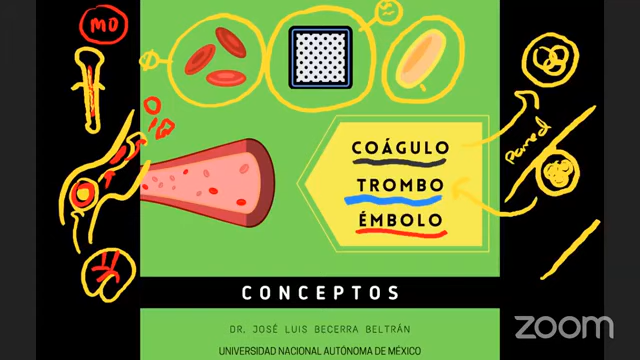 MO
COÁGULO
TROMBO
ÉMBOLO
Pared
CONCEPTOS
DR. JOSÉ LUIS BECERRA BELTRÁN
UNIVERSIDAD NACIONAL AUTÓNOMA DE MÉXICO
zoom